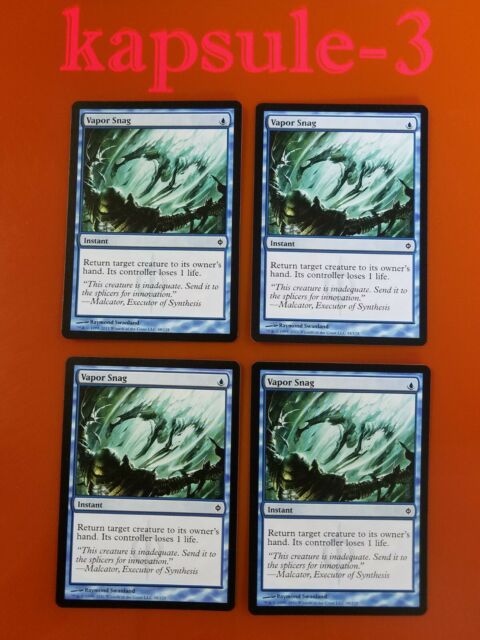 kapsule-3
Vapor Snag
Instant
Return target creature to its owner's
hand. Its controller loses 1 life.
"This creature is inadequate. Send it to
the splicers for innovation."
—Malcator, Executor of Synthesis
Raymond Swanland
Vapor Snag
Instant
Return target creature to its owner's
hand. Its controller loses 1 life.
"This creature is inadequate. Send it to
the splicers for innovation."
—Malcator, Executor of Synthesis
Raymond Swanland
Vapor Snag
Instant
Return target creature to its owner's
hand. Its controller loses 1 life.
"This creature is inadequate. Send it to
the splicers for innovation."
—Malcator, Executor of Synthesis
Raymond Swanland
Vapor Snag
Instant
Return target creature to its owner's
hand. Its controller loses 1 life.
"This creature is inadequate. Send it to
the splicers for innovation."
—Malcator, Executor of Synthesis
Raymond Swanland